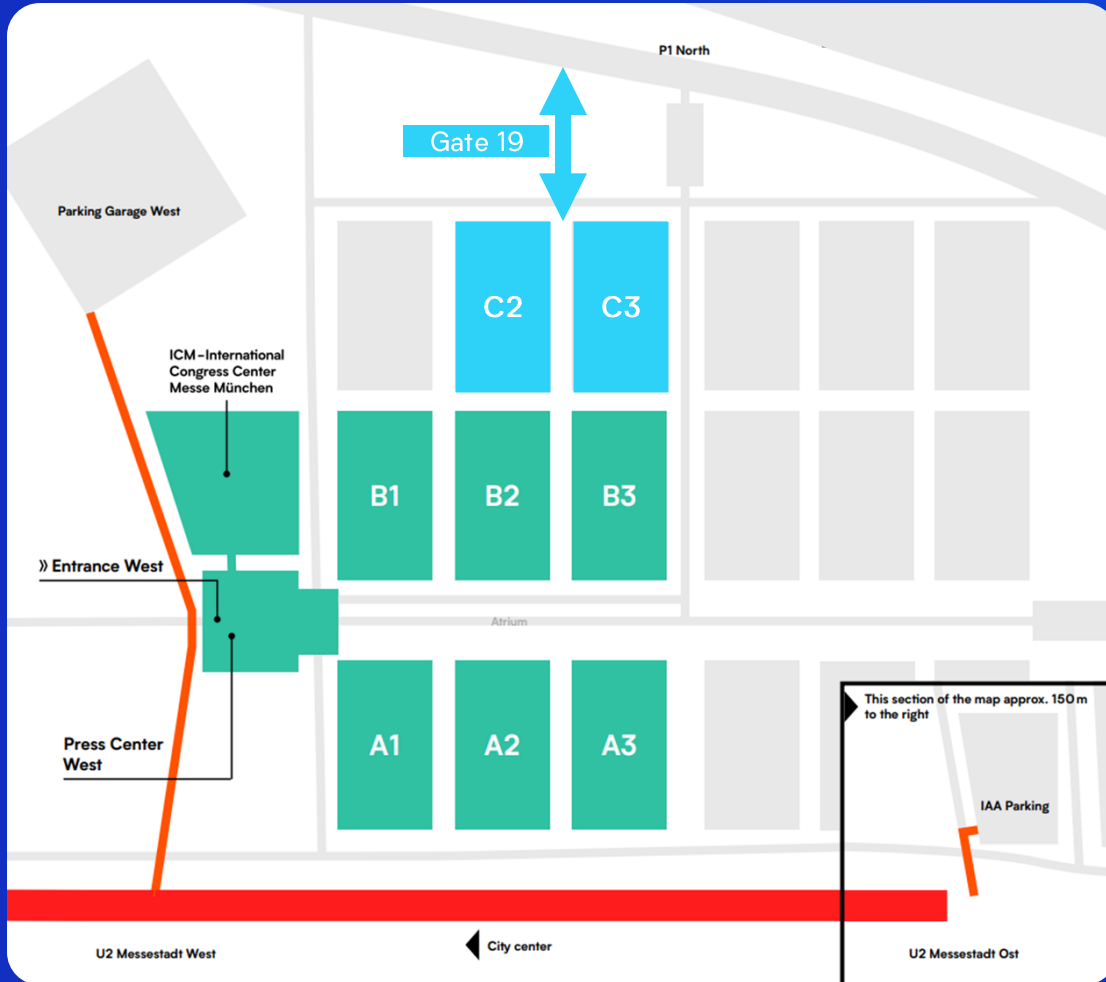 P1 North
Gate 19
Parking Garage West
C2
C3
ICM–International
Congress Center
Messe München
B1
B2
B3
» Entrance West
Atrium
Press Center
West
A1
A2
A3
This section of the map approx. 150 m
to the right
IAA Parking
City center
U2 Messestadt West
U2 Messestadt Ost